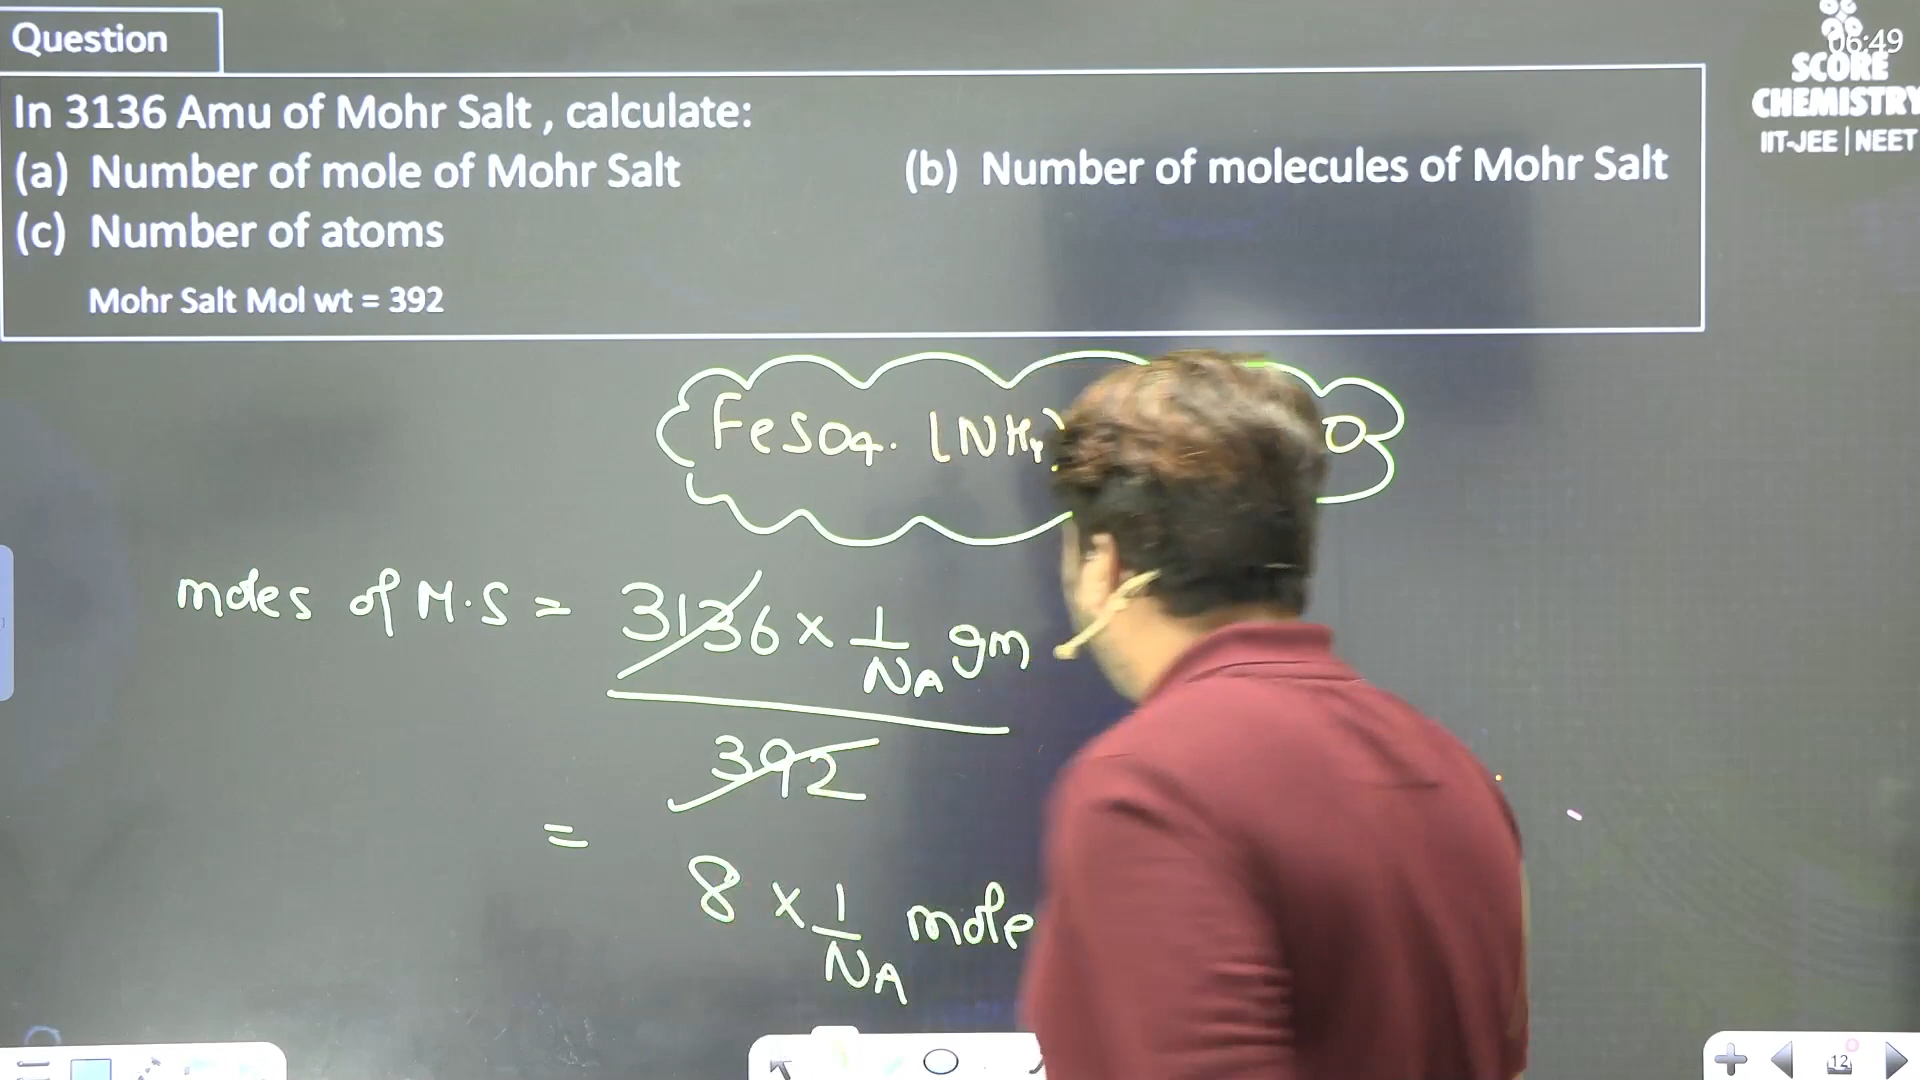 Question
06:49
SCORE
CHEMISTRY
IIT-JEE | NEET
In 3136 Amu of Mohr Salt , calculate:
(a) Number of mole of Mohr Salt (b) Number of molecules of Mohr Salt
(c) Number of atoms
Mohr Salt Mol wt = 392
FeSO4. (NH4) O
moles of M.S = 3136 × 1/NA gm
392
= 8 × 1/NA mole
12